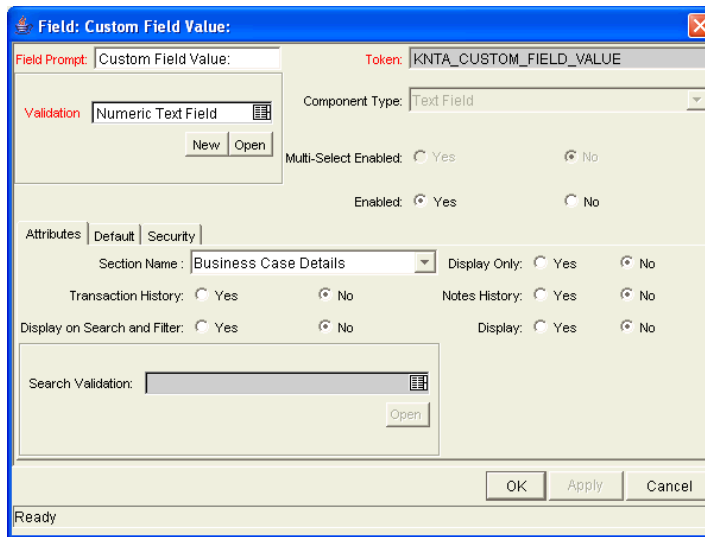 Field: Custom Field Value:
Field Prompt: Custom Field Value: Token: KNTA_CUSTOM_FIELD_VALUE
Component Type: Text Field
Validation Numeric Text Field
New Open
Multi-Select Enabled: Yes No
Enabled: Yes No
Attributes Default Security
Section Name : Business Case Details Display Only: Yes No
Transaction History: Yes No Notes History: Yes No
Display on Search and Filter: Yes No Display: Yes No
Search Validation:
Open
OK Apply Cancel
Ready